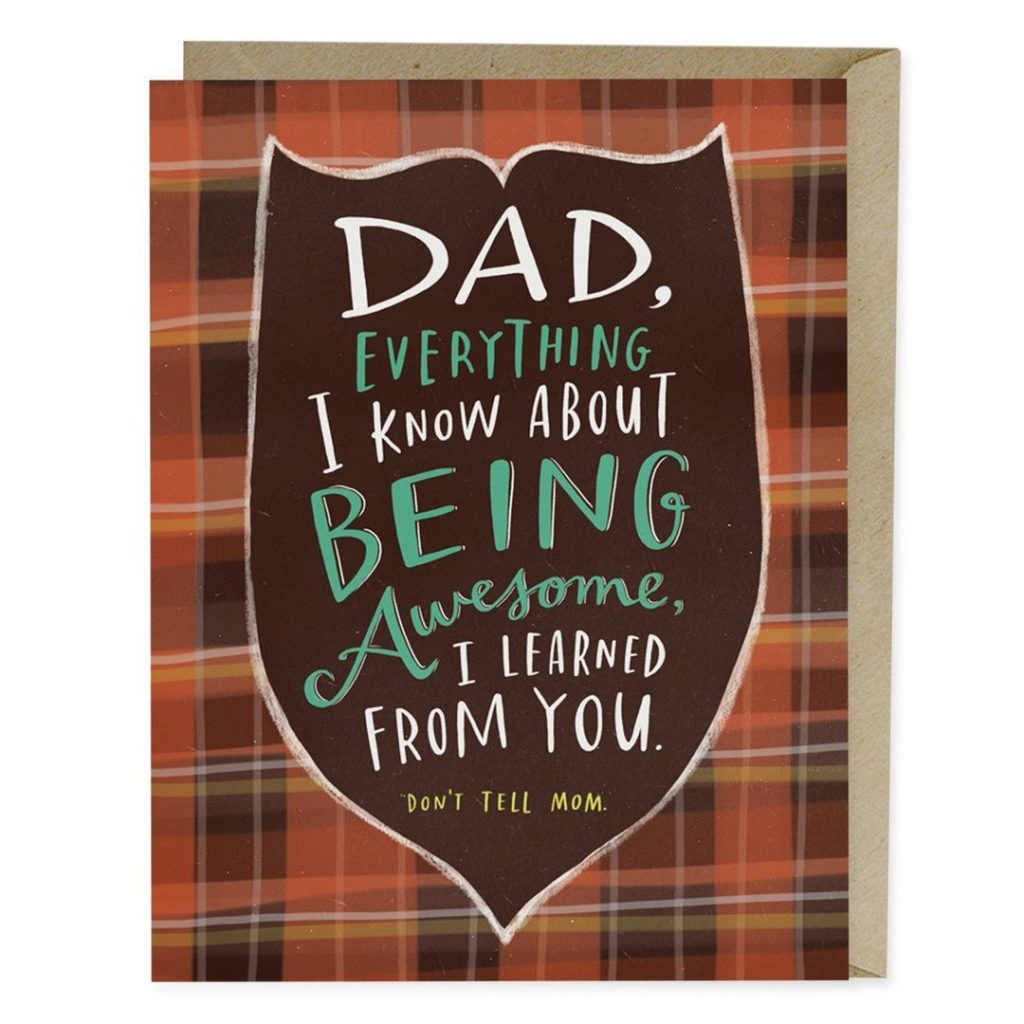 DAD,
EVERYTHING
I KNOW ABOUT
BEING
Awesome,
I LEARNED
FROM YOU.
DON'T TELL MOM.